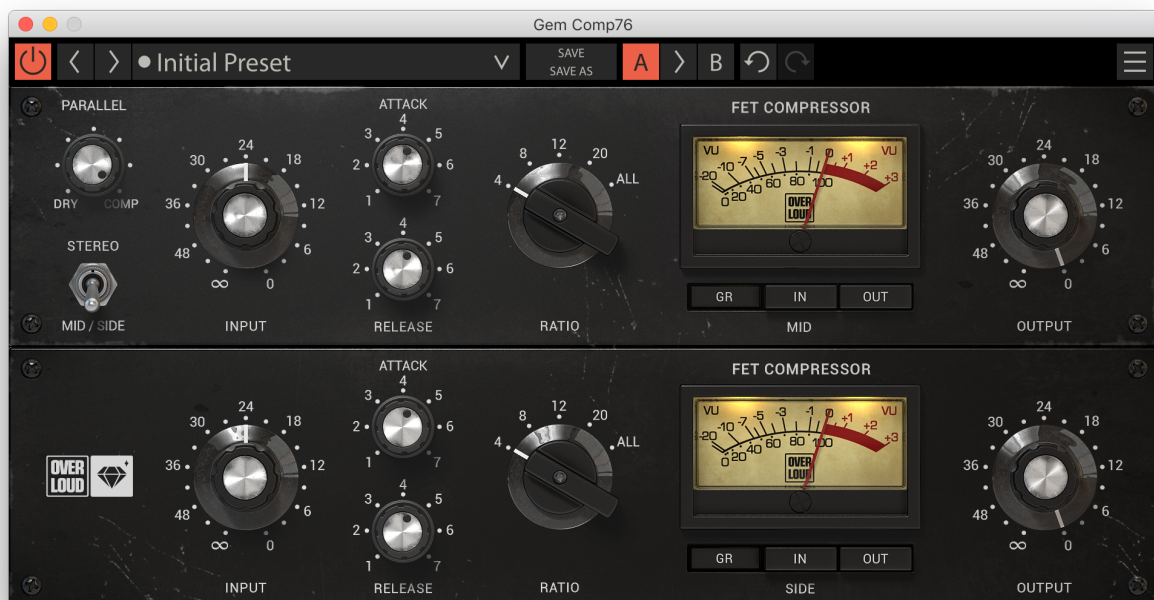 Gem Comp76
Initial Preset
SAVE
SAVE AS
A
B
PARALLEL
DRY COMP
STEREO
MID / SIDE
24
30 18
36 12
48 6
∞ 0
INPUT
ATTACK
4
3 5
2 6
1 7
4
3 5
2 6
1 7
RELEASE
12
8 20
4 ALL
RATIO
FET COMPRESSOR
VU VU
-20 -10 -7 -5 -3 -1 0 +1 +2 +3
0 20 40 60 80 100
OVER
LOUD
GR IN OUT
MID
24
30 18
36 12
48 6
∞ 0
OUTPUT
OVER
LOUD
24
30 18
36 12
48 6
∞ 0
INPUT
ATTACK
4
3 5
2 6
1 7
4
3 5
2 6
1 7
RELEASE
12
8 20
4 ALL
RATIO
FET COMPRESSOR
VU VU
-20 -10 -7 -5 -3 -1 0 +1 +2 +3
0 20 40 60 80 100
OVER
LOUD
GR IN OUT
SIDE
24
30 18
36 12
48 6
∞ 0
OUTPUT